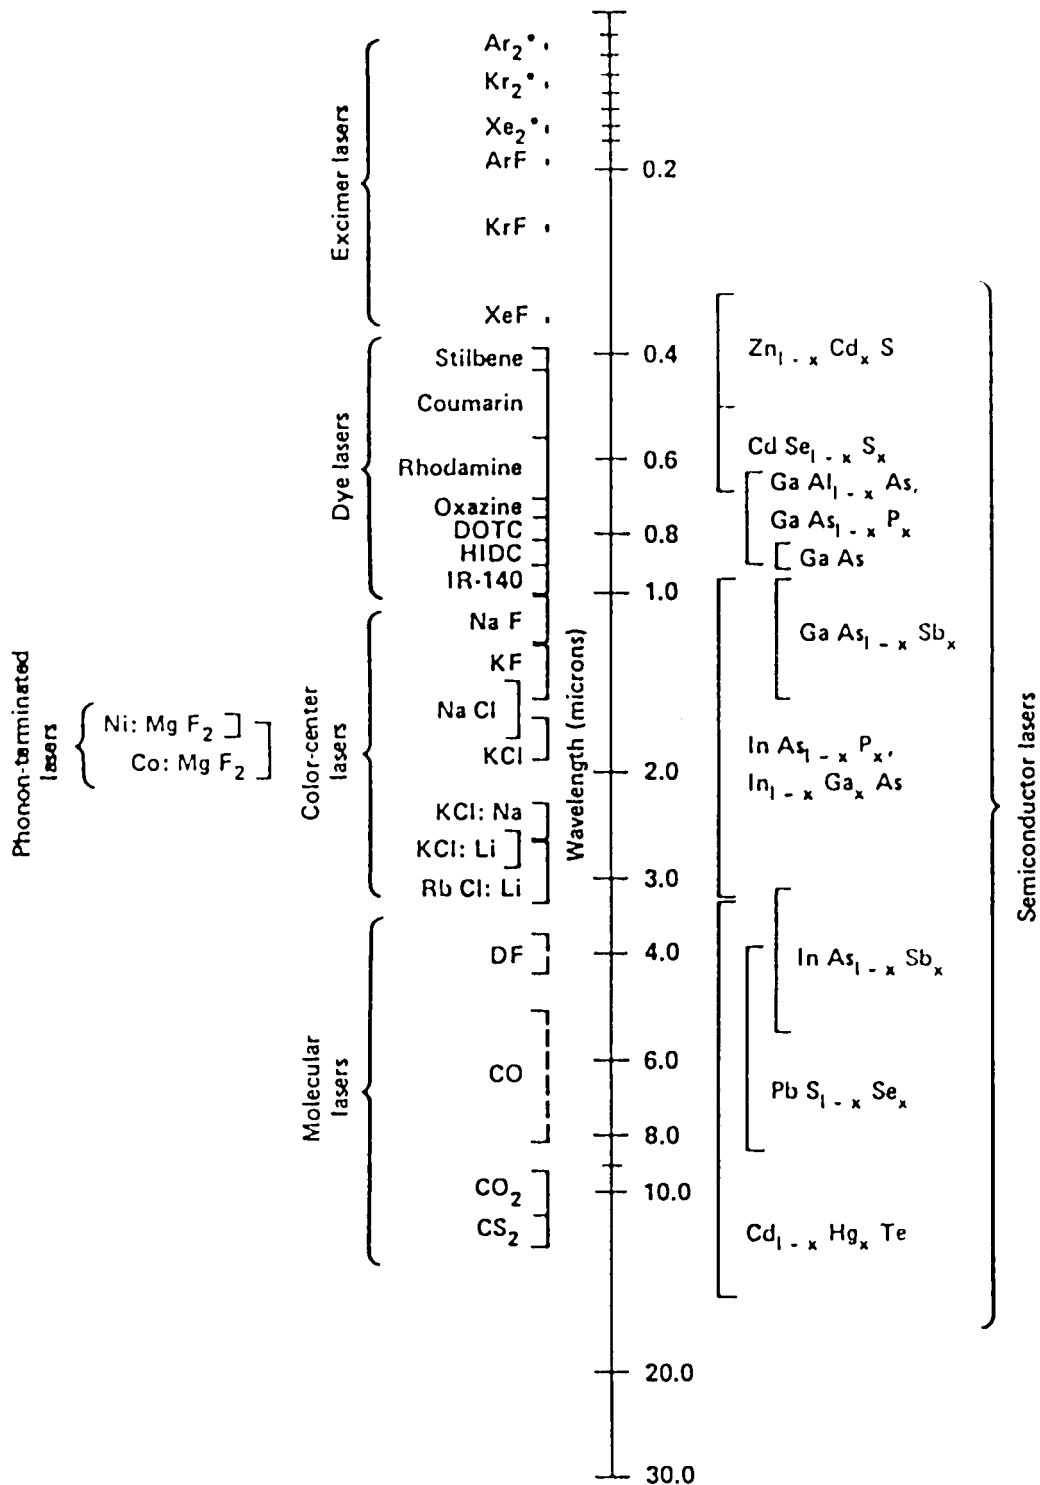 Excimer lasers
Ar2*
Kr2*
Xe2*
ArF
KrF
XeF
Dye lasers
Stilbene
Coumarin
Rhodamine
Oxazine
DOTC
HIDC
IR-140
Phonon-terminated
lasers
Ni: Mg F2
Co: Mg F2
Color-center
lasers
Na F
KF
Na Cl
KCl
KCl: Na
KCl: Li
Rb Cl: Li
Molecular
lasers
DF
CO
CO2
CS2
Wavelength (microns)
0.2
0.4
0.6
0.8
1.0
2.0
3.0
4.0
6.0
8.0
10.0
20.0
30.0
Zn1-x Cdx S
Cd Se1-x Sx
Ga Al1-x As,
Ga As1-x Px
Ga As
Ga As1-x Sbx
In As1-x Px,
In1-x Gax As
In As1-x Sbx
Pb S1-x Sex
Cd1-x Hgx Te
Semiconductor lasers